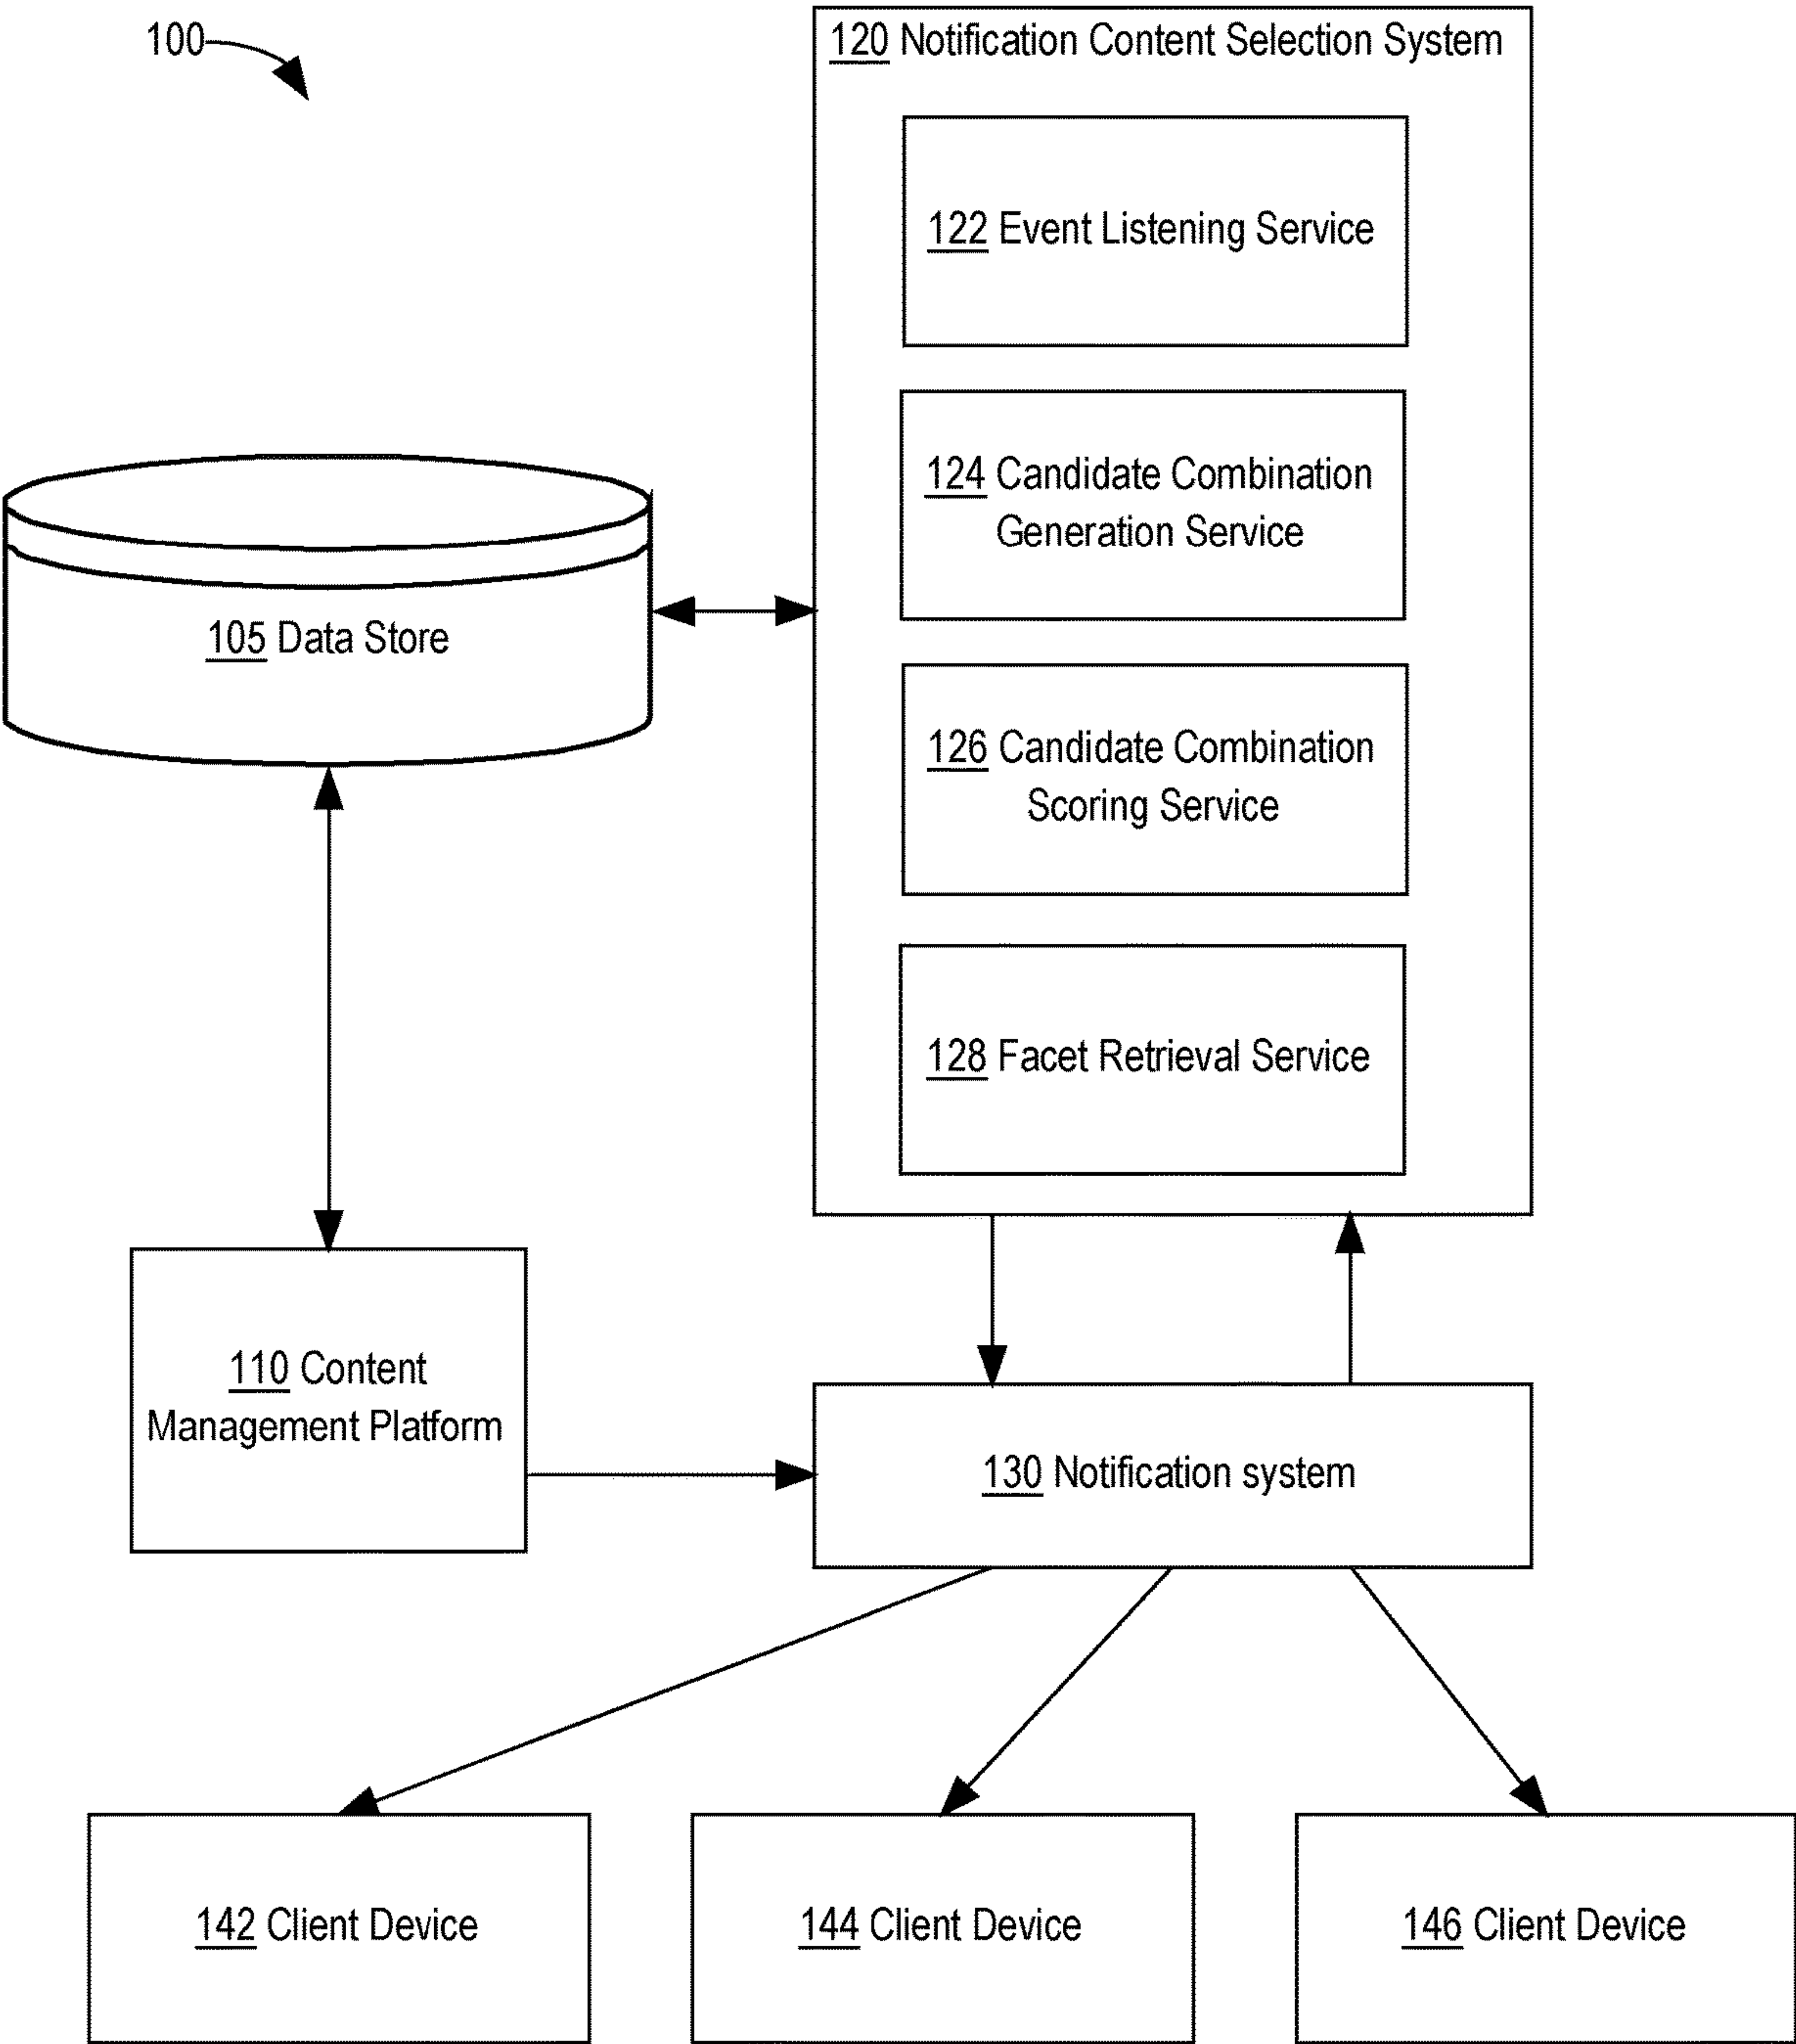 100
120 Notification Content Selection System
122 Event Listening Service
124 Candidate Combination
Generation Service
105 Data Store
126 Candidate Combination
Scoring Service
128 Facet Retrieval Service
110 Content
Management Platform
130 Notification system
142 Client Device
144 Client Device
146 Client Device